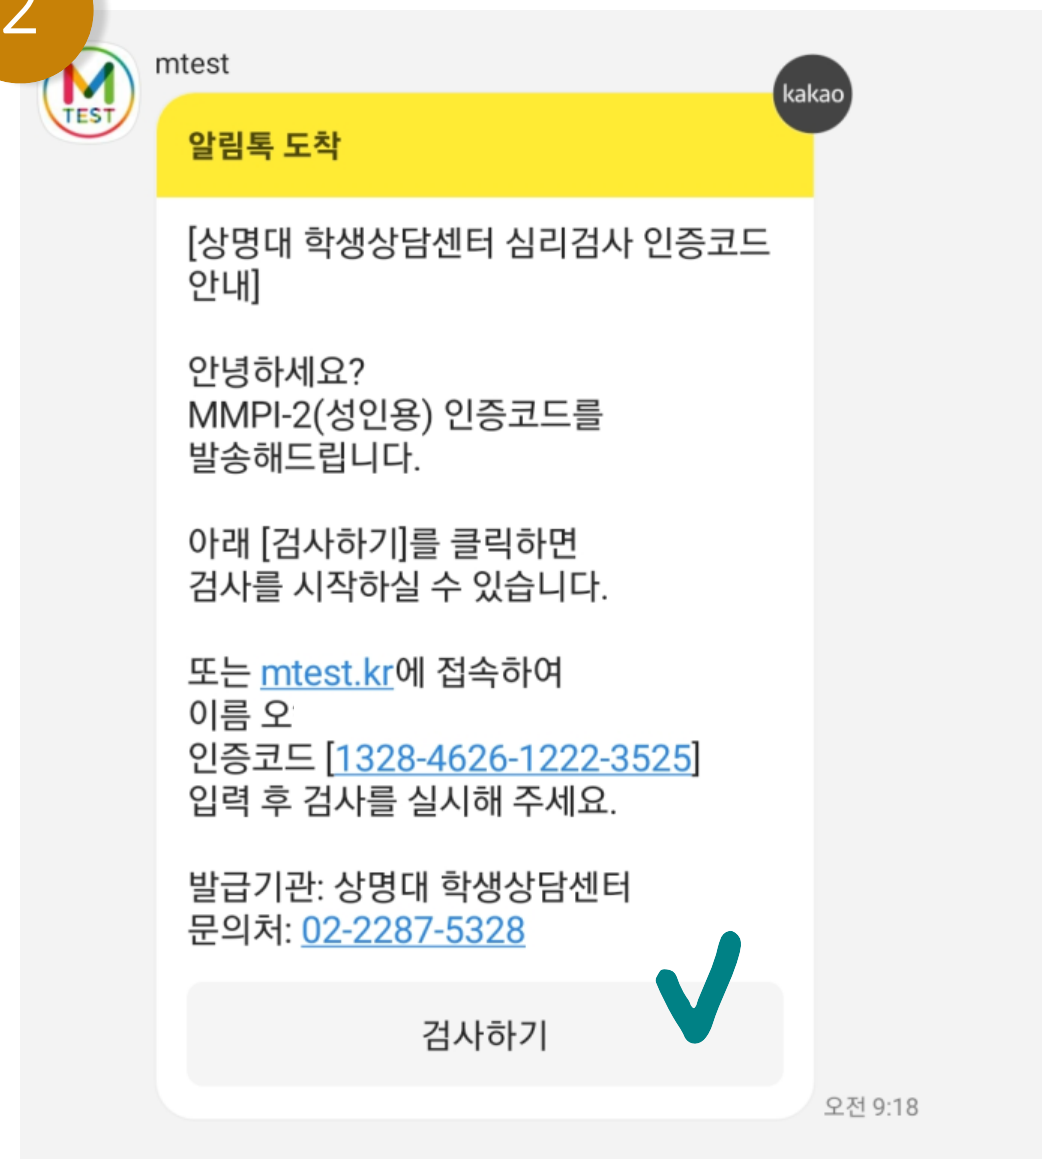 2
M
TEST
mtest
kakao
알림톡 도착
[상명대 학생상담센터 심리검사 인증코드
안내]
안녕하세요?
MMPI-2(성인용) 인증코드를
발송해드립니다.
아래 [검사하기]를 클릭하면
검사를 시작하실 수 있습니다.
또는 mtest.kr에 접속하여
이름 오
인증코드 [1328-4626-1222-3525]
입력 후 검사를 실시해 주세요.
발급기관: 상명대 학생상담센터
문의처: 02-2287-5328
검사하기
오전 9:18